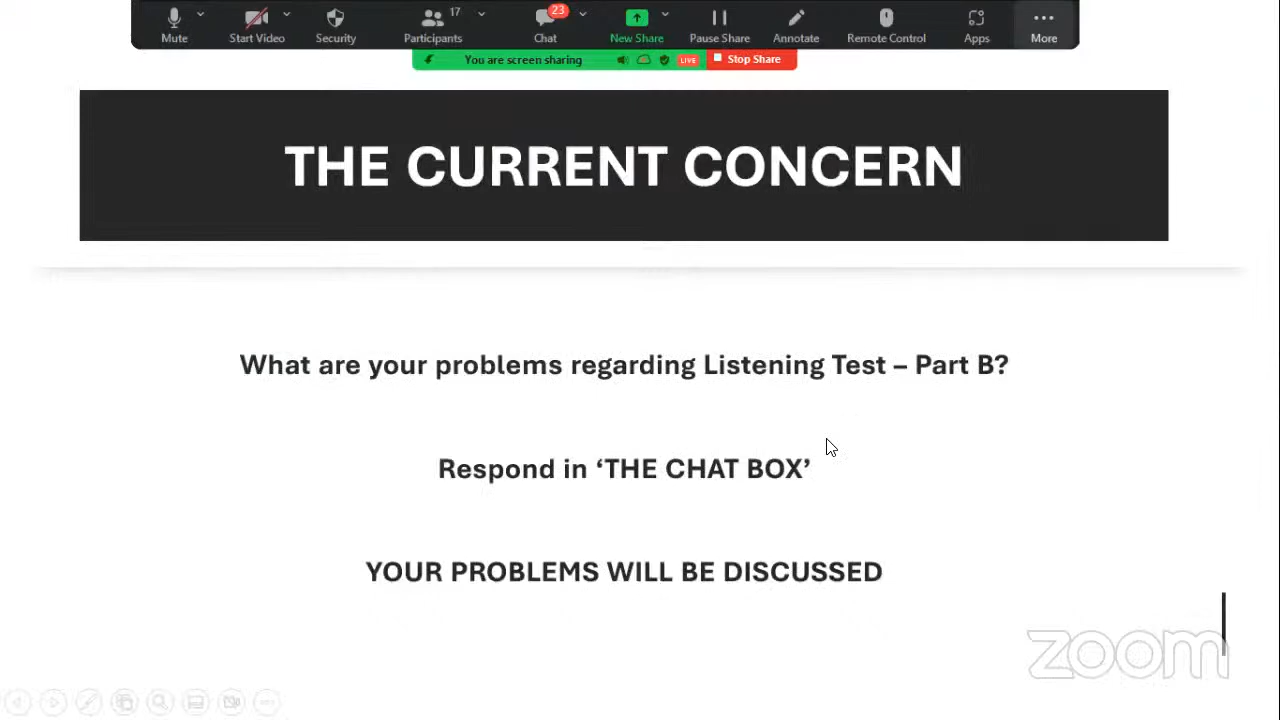 17
23
Mute
Start Video
Security
Participants
Chat
New Share
Pause Share
Annotate
Remote Control
Apps
More
You are screen sharing
LIVE
Stop Share
THE CURRENT CONCERN
What are your problems regarding Listening Test – Part B?
Respond in ‘THE CHAT BOX’
YOUR PROBLEMS WILL BE DISCUSSED
zoom